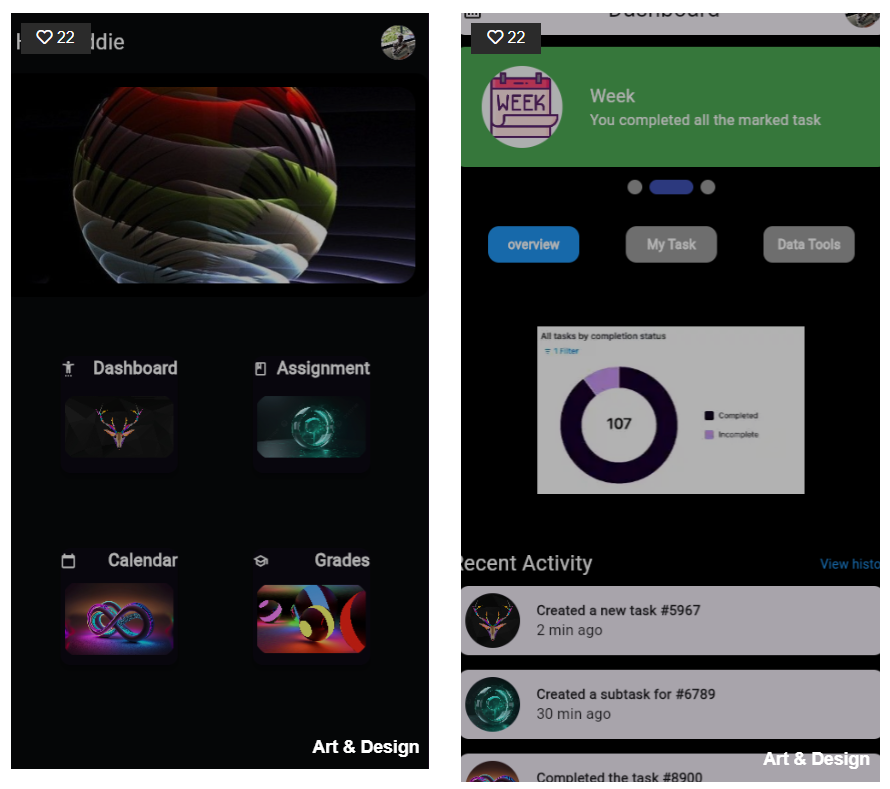 22
ddie
Dashboard
Assignment
Calendar
Grades
Art & Design
Dashboard
22
WEEK
Week
You completed all the marked task
overview
My Task
Data Tools
All tasks by completion status
1 Filter
107
Completed
Incomplete
Recent Activity
View histo
Created a new task #5967
2 min ago
Created a subtask for #6789
30 min ago
Completed the task #8900
Art & Design